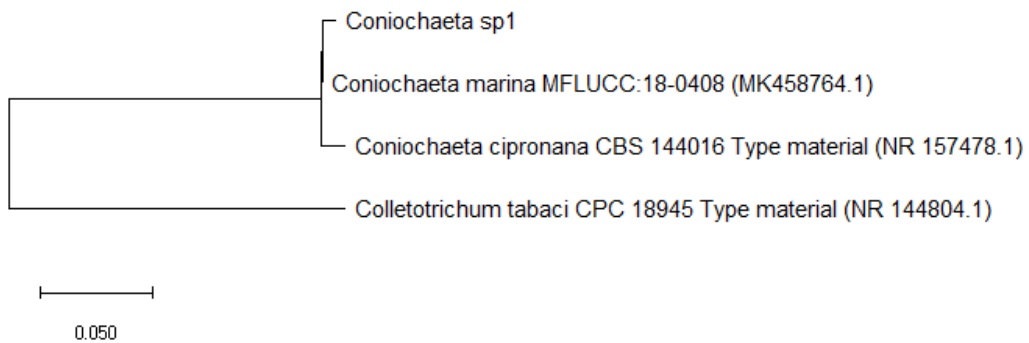 Coniochaeta sp1
Coniochaeta marina MFLUCC:18-0408 (MK458764.1)
Coniochaeta cipronana CBS 144016 Type material (NR 157478.1)
Colletotrichum tabaci CPC 18945 Type material (NR 144804.1)
0.050